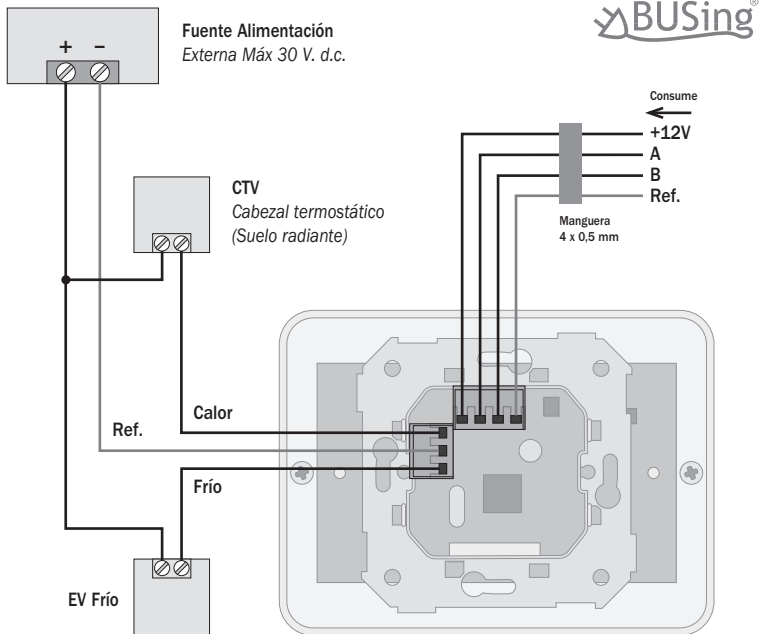 BUSing®
Fuente Alimentación
Externa Máx 30 V. d.c.
+ −
Consume
+12V
A
B
Ref.
Manguera
4 x 0,5 mm
CTV
Cabezal termostático
(Suelo radiante)
Calor
Ref.
Frío
EV Frío